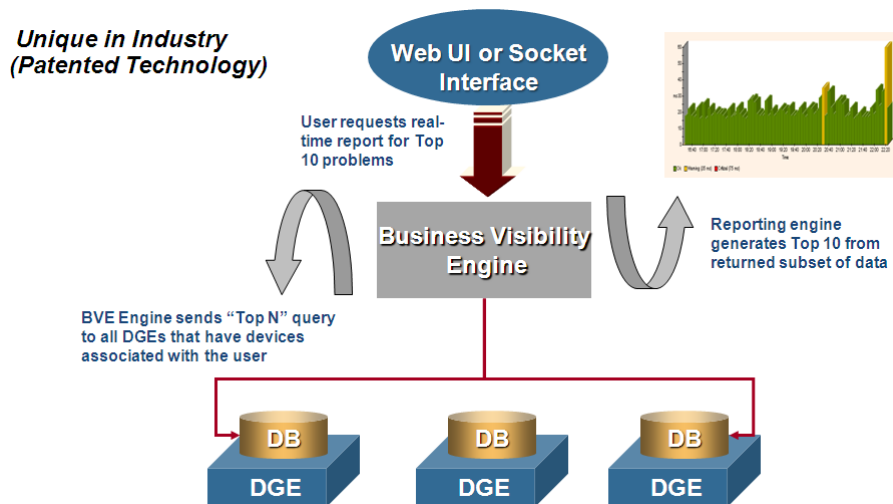 Unique in Industry
(Patented Technology)
Web UI or Socket
Interface
User requests real-
time report for Top
10 problems
Business Visibility
Engine
Reporting engine
generates Top 10 from
returned subset of data
BVE Engine sends “Top N” query
to all DGEs that have devices
associated with the user
DB
DB
DB
DGE
DGE
DGE